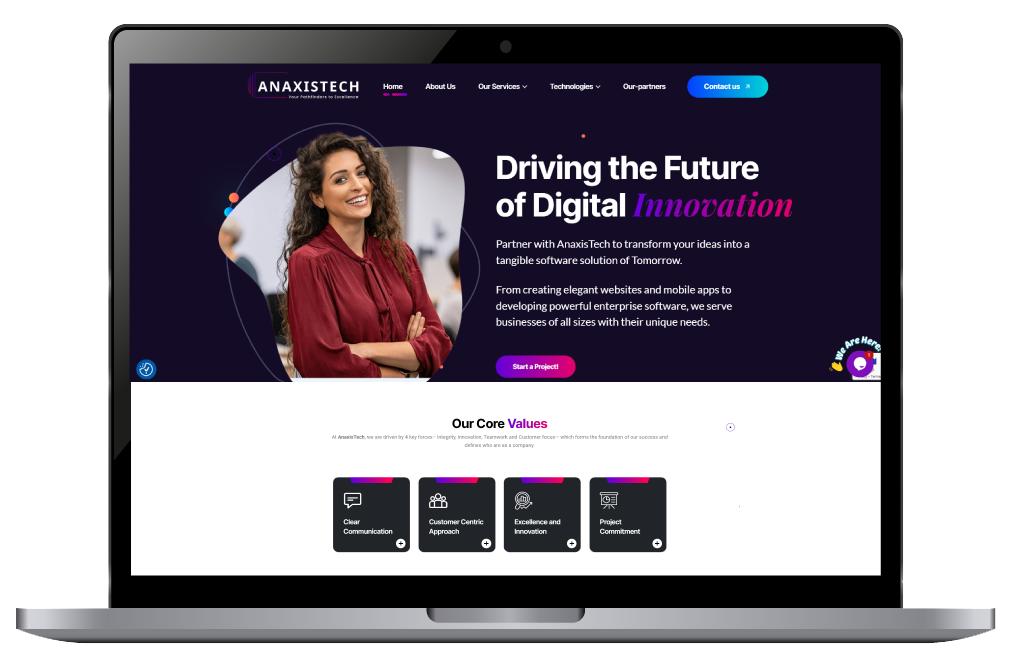 ANAXISTECH
Your Pathfinders to Excellence
Home
About Us
Our Services
Technologies
Our-partners
Contact us
Driving the Future
of Digital Innovation
Partner with AnaxisTech to transform your ideas into a
tangible software solution of Tomorrow.
From creating elegant websites and mobile apps to
developing powerful enterprise software, we serve
businesses of all sizes with their unique needs.
Start a Project!
We Are Here!
1
Our Core Values
At AnaxisTech, we are driven by 4 key forces – Integrity, Innovation, Teamwork and Customer focus – which forms the foundation of our success and
defines who are as a company.
Clear
Communication
Customer Centric
Approach
Excellence and
Innovation
Project
Commitment